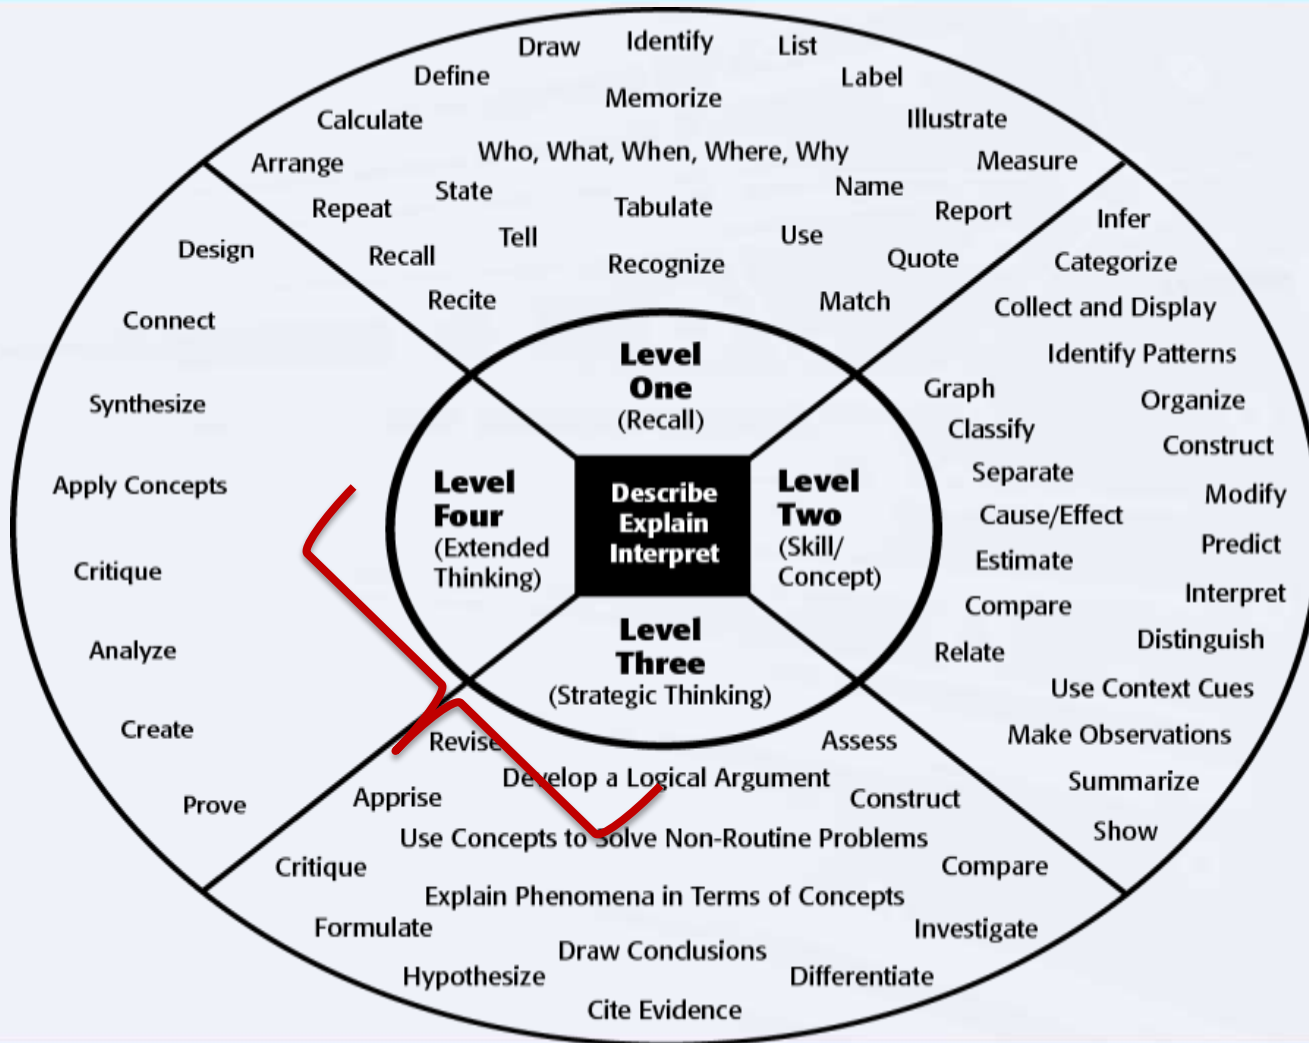 Draw
Identify
List
Define
Label
Memorize
Calculate
Illustrate
Who, What, When, Where, Why
Arrange
Measure
State
Name
Repeat
Tabulate
Report
Tell
Use
Recall
Recognize
Quote
Recite
Match
Level
One
(Recall)
Infer
Categorize
Collect and Display
Identify Patterns
Graph
Organize
Classify
Construct
Separate
Modify
Cause/Effect
Predict
Estimate
Interpret
Compare
Distinguish
Relate
Use Context Cues
Make Observations
Summarize
Show
Level
Two
(Skill/
Concept)
Describe
Explain
Interpret
Level
Three
(Strategic Thinking)
Revise
Assess
Develop a Logical Argument
Apprise
Construct
Use Concepts to Solve Non-Routine Problems
Critique
Compare
Explain Phenomena in Terms of Concepts
Formulate
Investigate
Draw Conclusions
Hypothesize
Differentiate
Cite Evidence
Level
Four
(Extended
Thinking)
Design
Connect
Synthesize
Apply Concepts
Critique
Analyze
Create
Prove